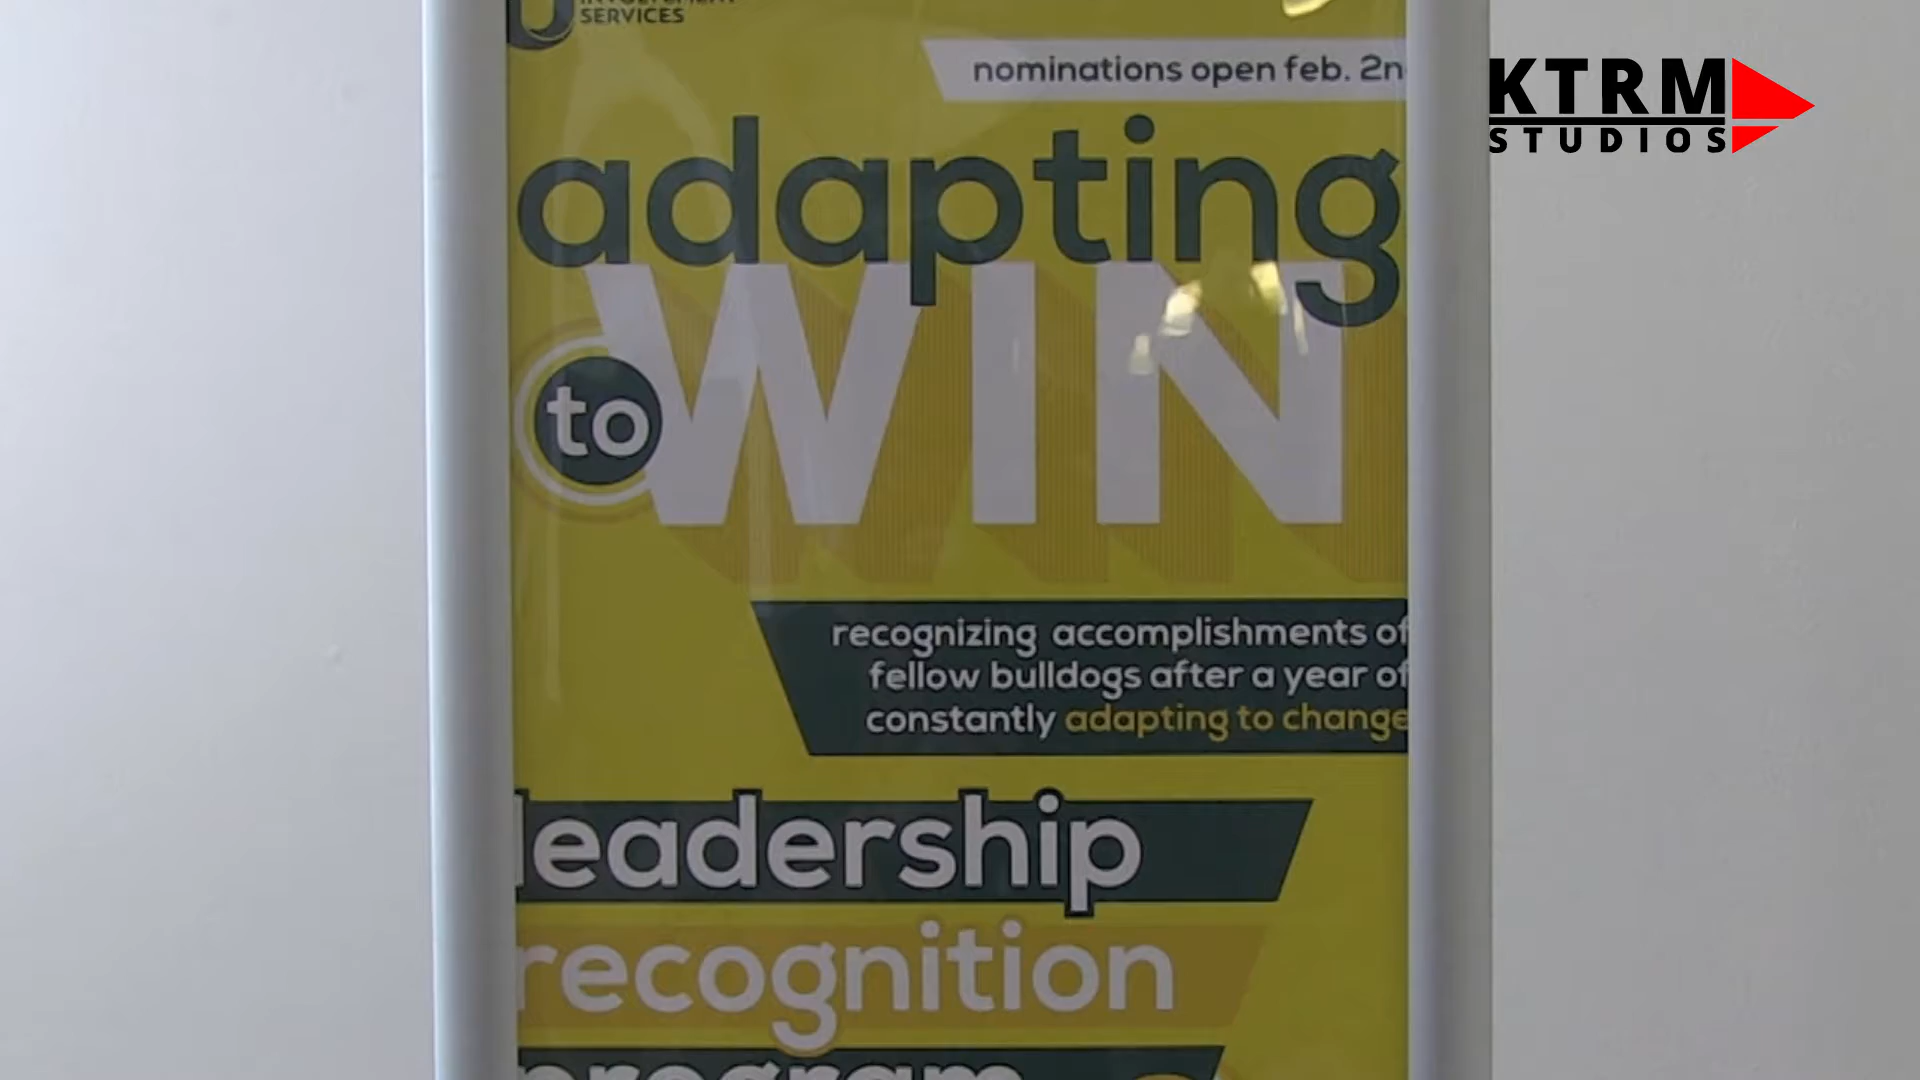 SERVICES
nominations open feb. 2n
KTRM
STUDIOS
adapting
to WIN
recognizing accomplishments of
fellow bulldogs after a year of
constantly adapting to change
leadership
recognition
program